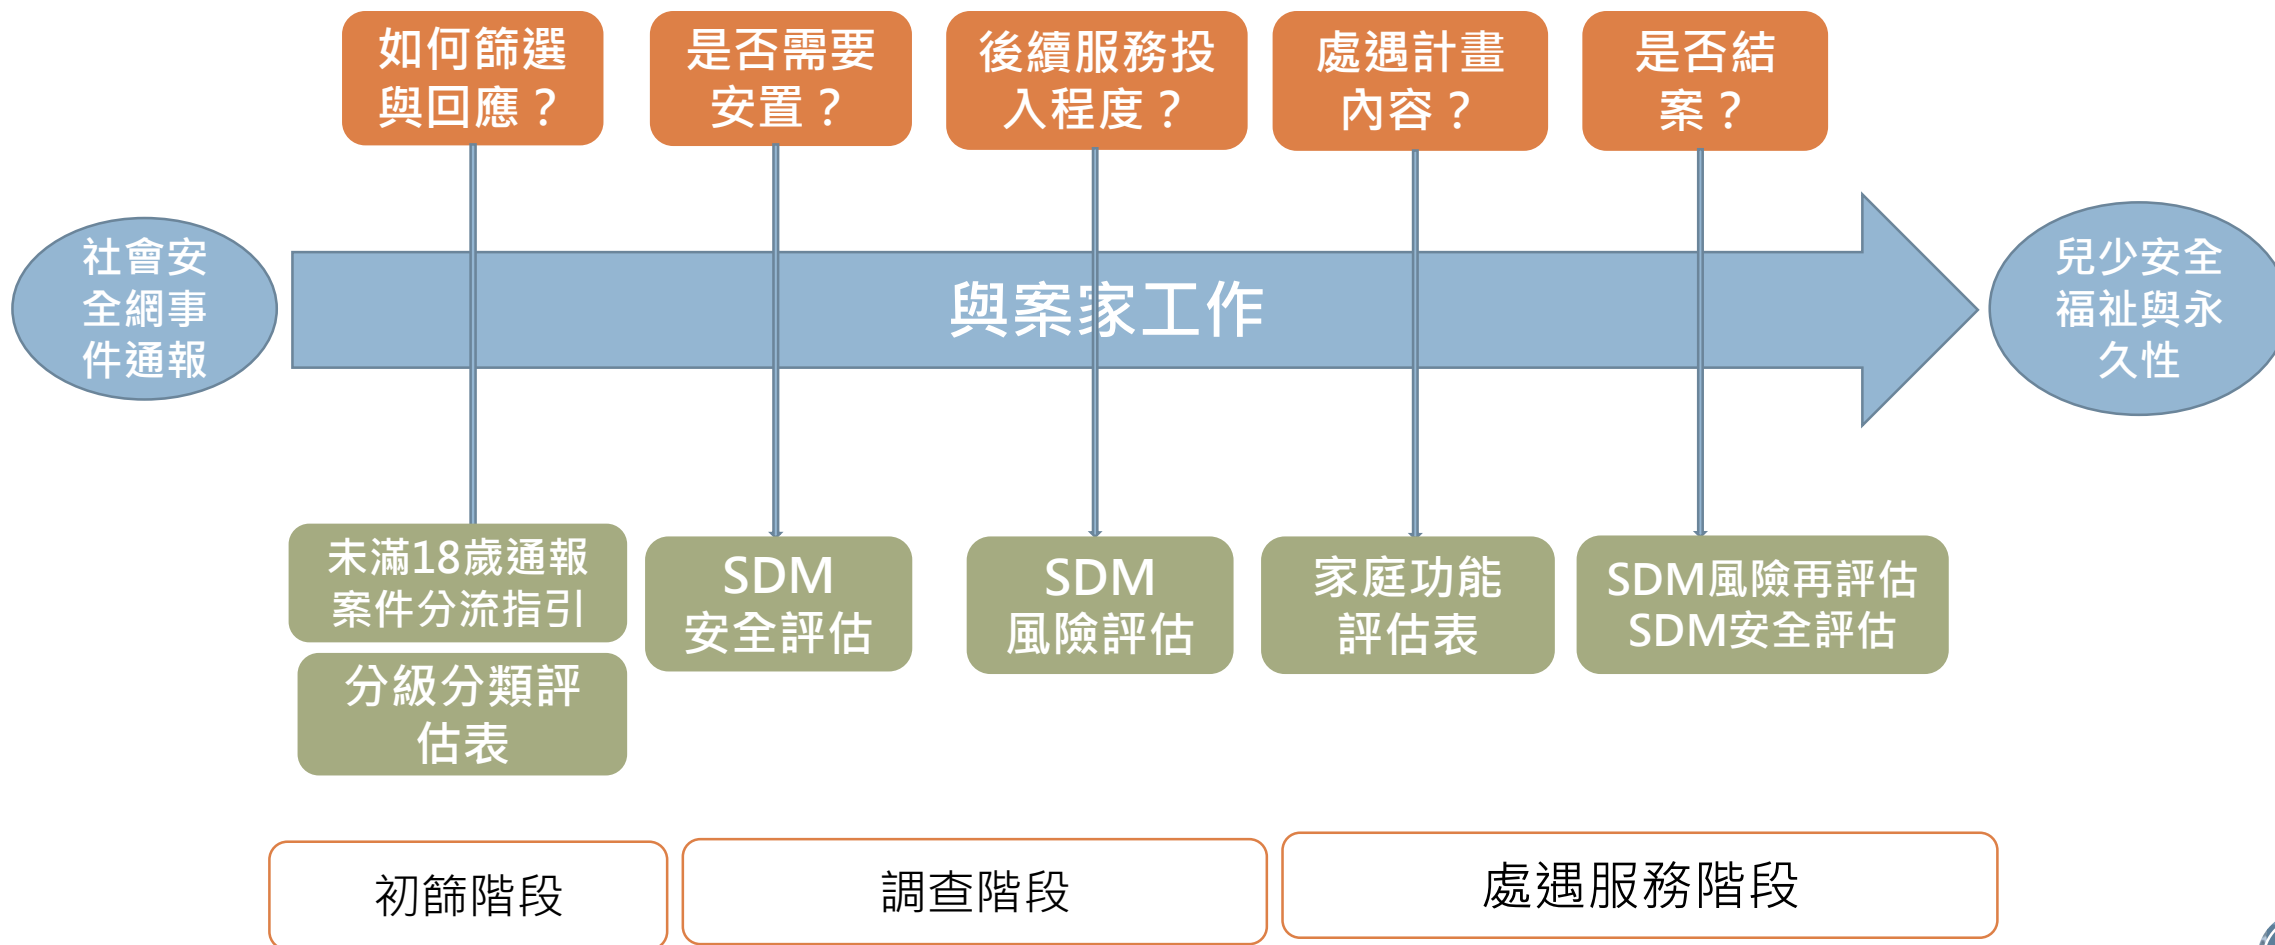 如何篩選
與回應？
是否需要
安置？
後續服務投
入程度？
處遇計畫
內容？
是否結
案？
社會安
全網事
件通報
與案家工作
兒少安全
福祉與永
久性
未滿18歲通報
案件分流指引
分級分類評
估表
SDM
安全評估
SDM
風險評估
家庭功能
評估表
SDM風險再評估
SDM安全評估
初篩階段
調查階段
處遇服務階段